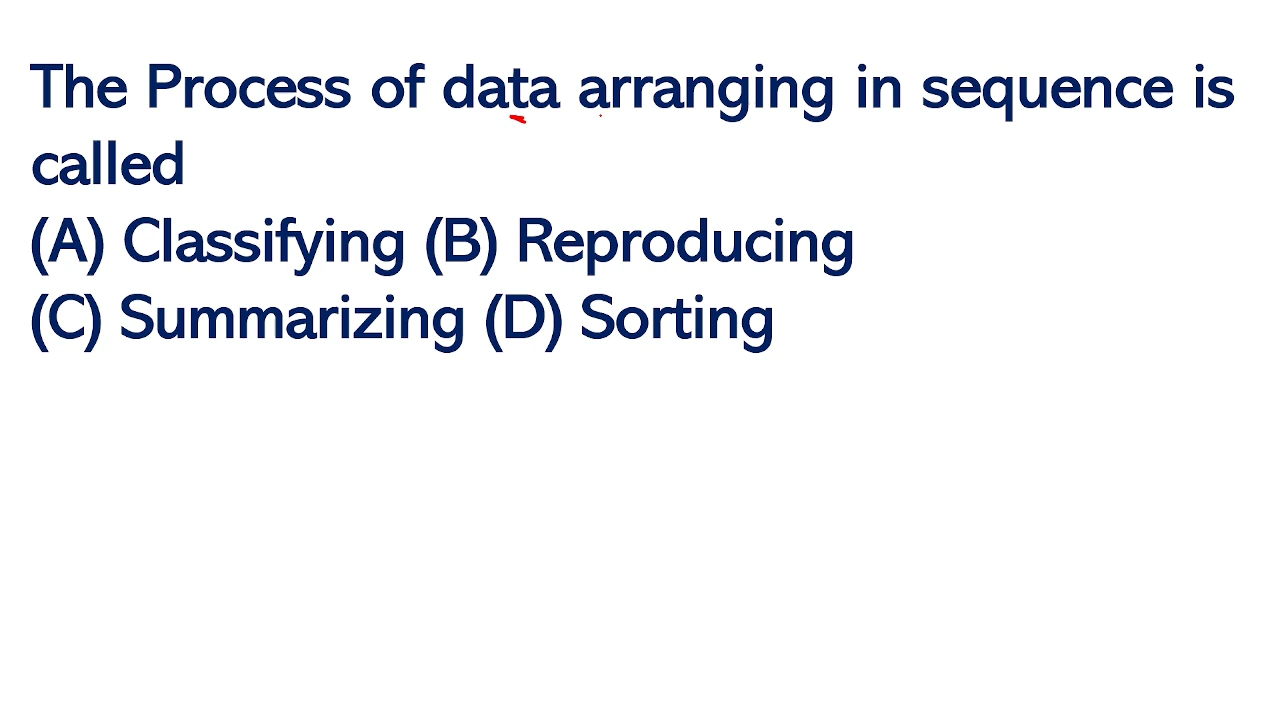 The Process of data arranging in sequence is
called
(A) Classifying (B) Reproducing
(C) Summarizing (D) Sorting